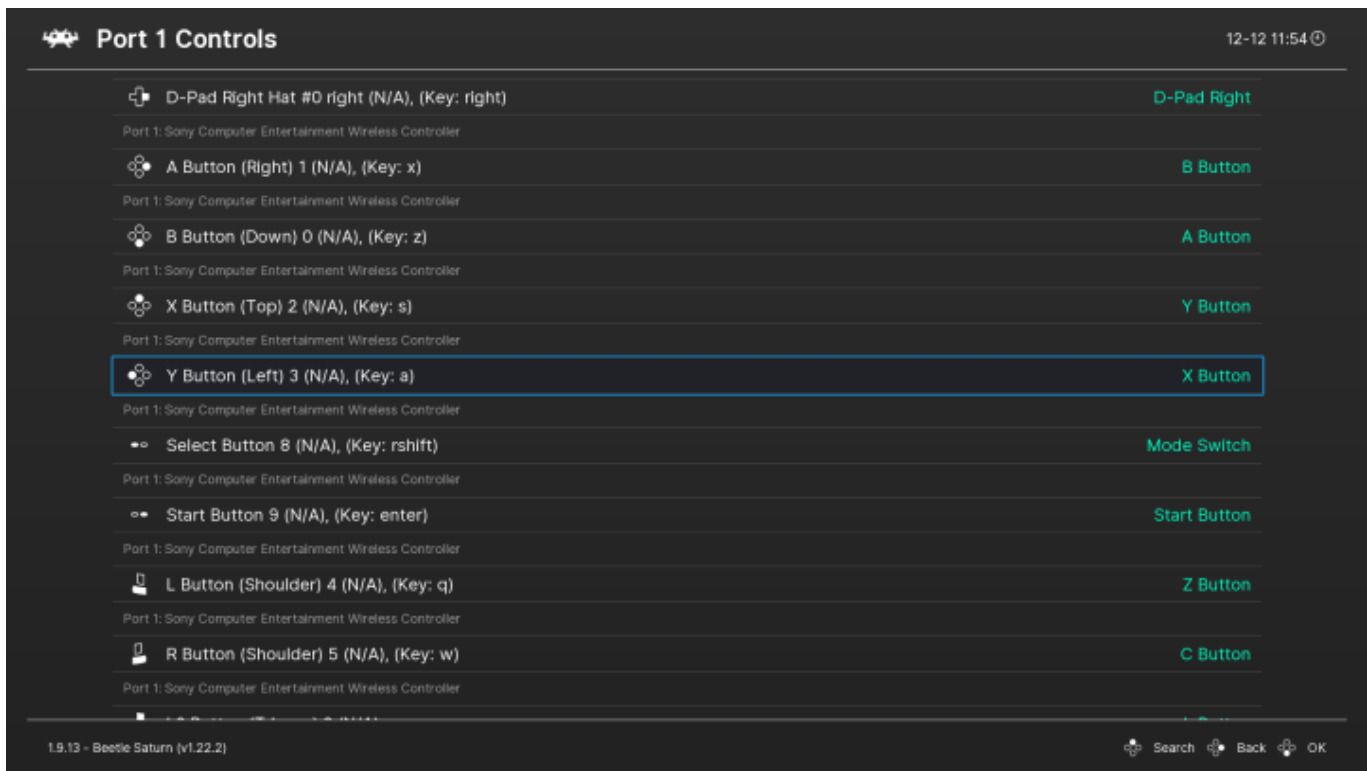 Port 1 Controls
12-12 11:54
D-Pad Right Hat #0 right (N/A), (Key: right) D-Pad Right
Port 1: Sony Computer Entertainment Wireless Controller
A Button (Right) 1 (N/A), (Key: x) B Button
Port 1: Sony Computer Entertainment Wireless Controller
B Button (Down) 0 (N/A), (Key: z) A Button
Port 1: Sony Computer Entertainment Wireless Controller
X Button (Top) 2 (N/A), (Key: s) Y Button
Port 1: Sony Computer Entertainment Wireless Controller
Y Button (Left) 3 (N/A), (Key: a) X Button
Port 1: Sony Computer Entertainment Wireless Controller
Select Button 8 (N/A), (Key: rshift) Mode Switch
Port 1: Sony Computer Entertainment Wireless Controller
Start Button 9 (N/A), (Key: enter) Start Button
Port 1: Sony Computer Entertainment Wireless Controller
L Button (Shoulder) 4 (N/A), (Key: q) Z Button
Port 1: Sony Computer Entertainment Wireless Controller
R Button (Shoulder) 5 (N/A), (Key: w) C Button
Port 1: Sony Computer Entertainment Wireless Controller
1.9.13 - Beetle Saturn (v1.22.2) Search Back OK